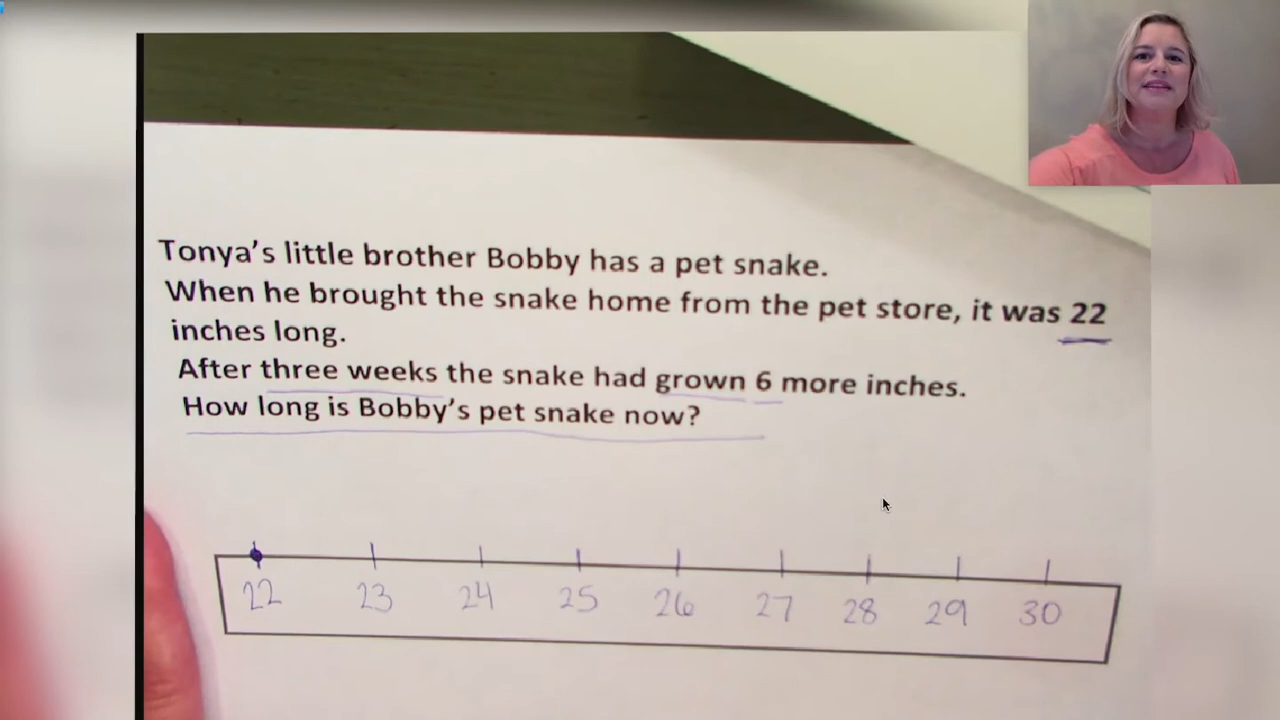 Tonya's little brother Bobby has a pet snake.
When he brought the snake home from the pet store, it was 22
inches long.
After three weeks the snake had grown 6 more inches.
How long is Bobby's pet snake now?
22 23 24 25 26 27 28 29 30